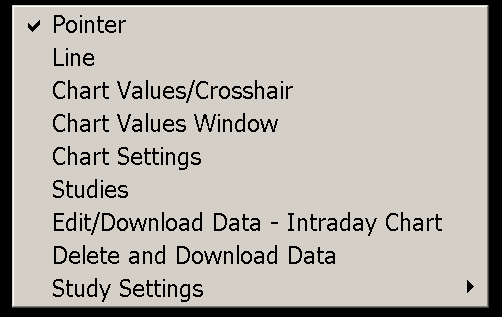 Pointer
Line
Chart Values/Crosshair
Chart Values Window
Chart Settings
Studies
Edit/Download Data - Intraday Chart
Delete and Download Data
Study Settings